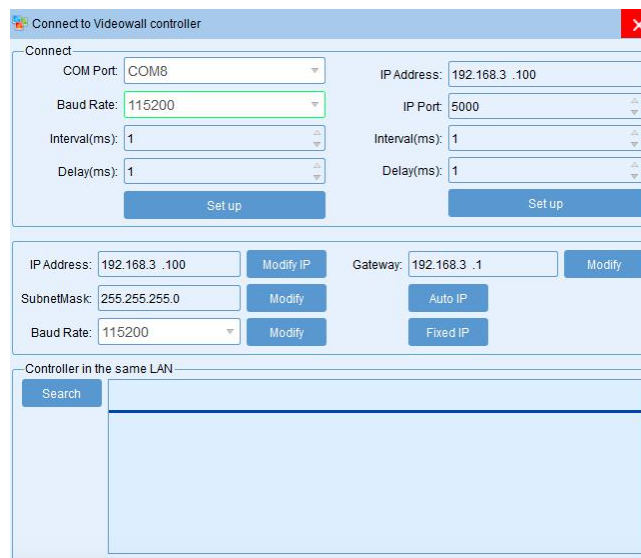 Connect to Videowall controller
Connect
COM Port: COM8
IP Address: 192.168.3 .100
Baud Rate: 115200
IP Port: 5000
Interval(ms): 1
Interval(ms): 1
Delay(ms): 1
Delay(ms): 1
Set up
Set up
IP Address: 192.168.3 .100
Modify IP
Gateway: 192.168.3 .1
Modify
SubnetMask: 255.255.255.0
Modify
Auto IP
Baud Rate: 115200
Modify
Fixed IP
Controller in the same LAN
Search